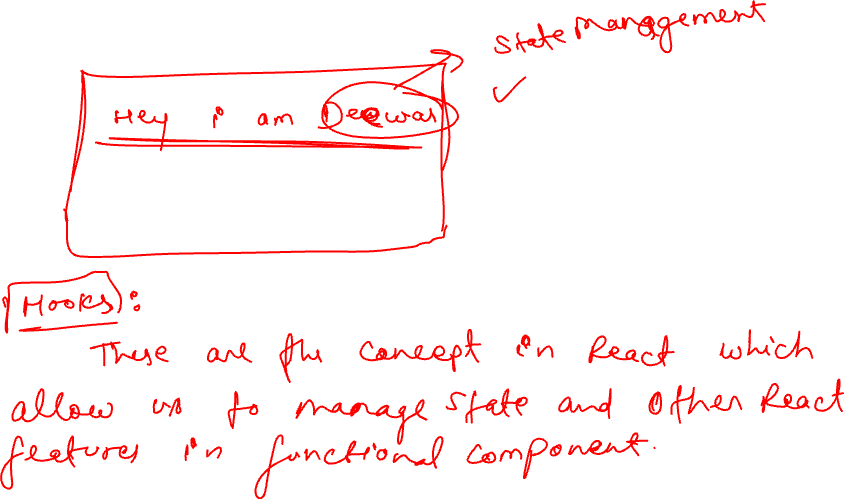 State Management
Hey i am
Hooks:
These are the concept in React which
allow us to manage state and other React
features in functional component.